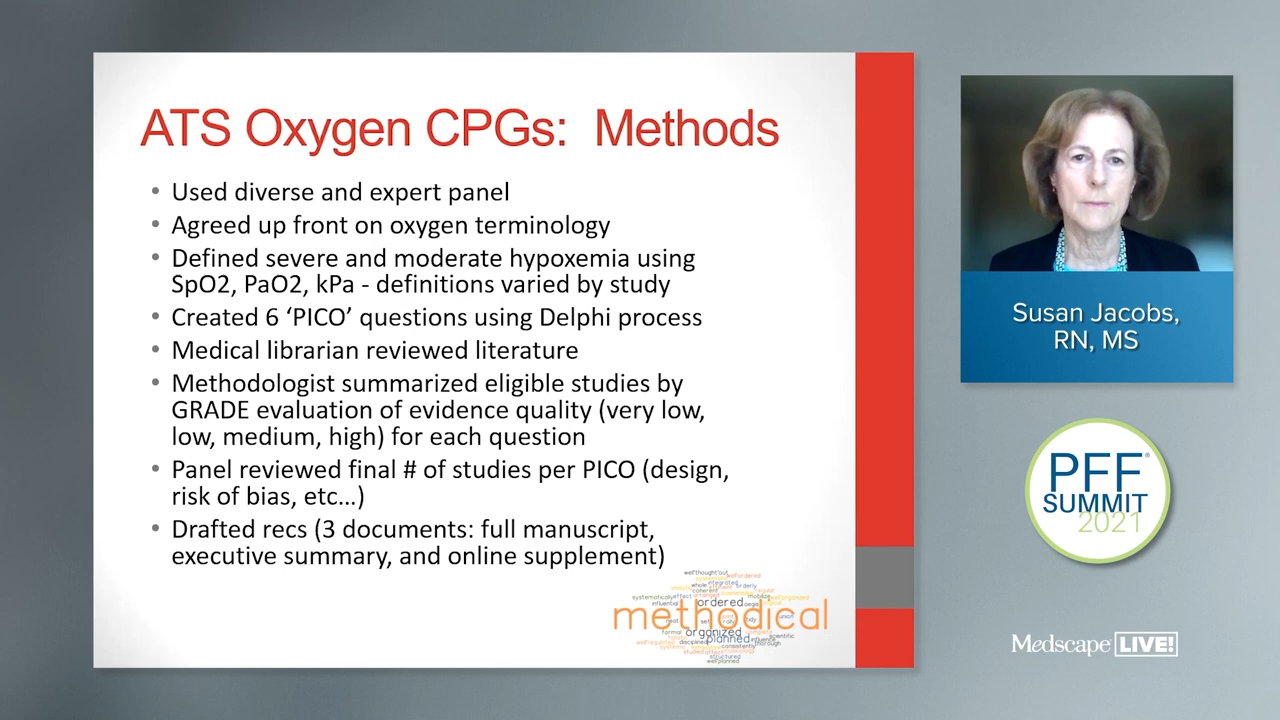 ATS Oxygen CPGs:  Methods
• Used diverse and expert panel
• Agreed up front on oxygen terminology
• Defined severe and moderate hypoxemia using
SpO2, PaO2, kPa - definitions varied by study
• Created 6 ‘PICO’ questions using Delphi process
• Medical librarian reviewed literature
• Methodologist summarized eligible studies by
GRADE evaluation of evidence quality (very low,
low, medium, high) for each question
• Panel reviewed final # of studies per PICO (design,
risk of bias, etc…)
• Drafted recs (3 documents: full manuscript,
executive summary, and online supplement)
ordered
methodical
organized
planned
structured
scientific
thorough
consistently
Susan Jacobs,
RN, MS
PFF®
SUMMIT
2021
Medscape LIVE!